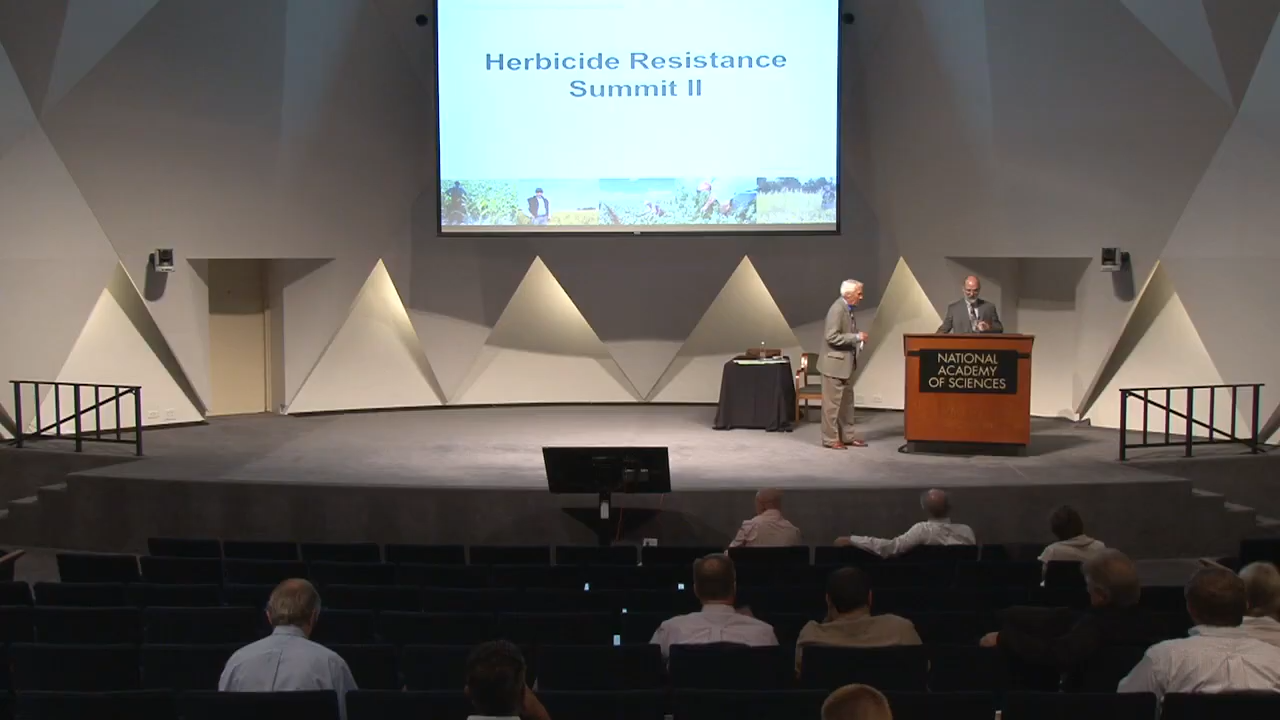 Herbicide Resistance
Summit II
NATIONAL
ACADEMY
OF SCIENCES